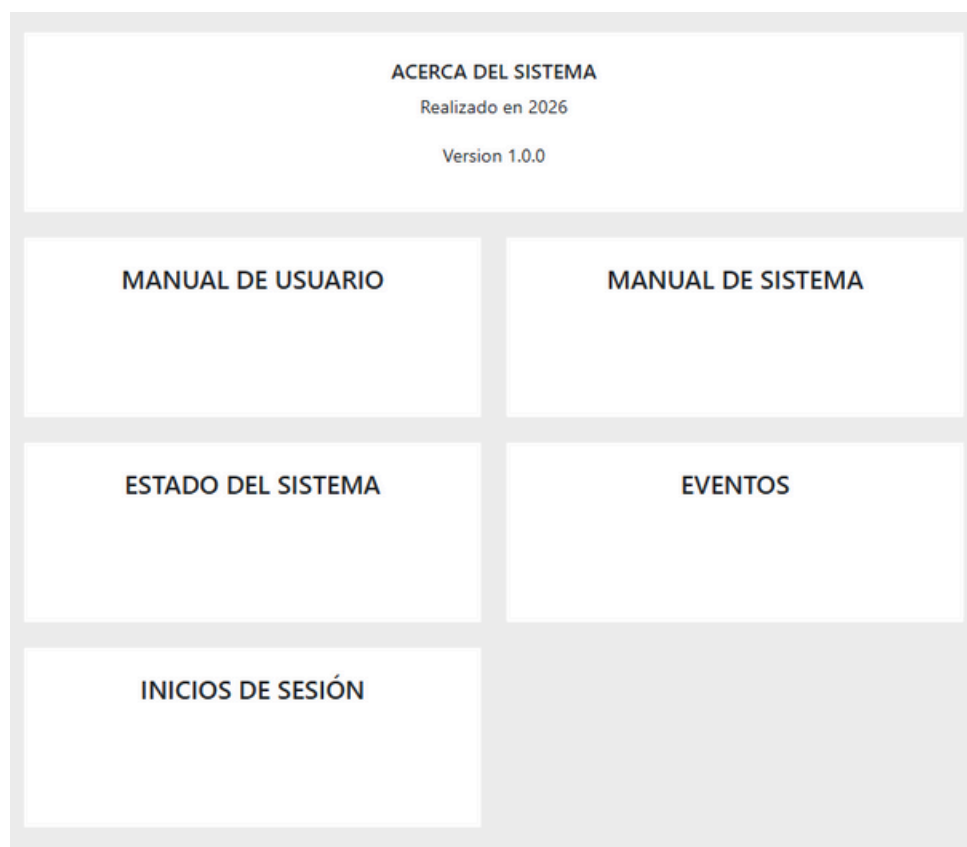 ACERCA DEL SISTEMA
Realizado en 2026
Version 1.0.0
MANUAL DE USUARIO
MANUAL DE SISTEMA
ESTADO DEL SISTEMA
EVENTOS
INICIOS DE SESIÓN